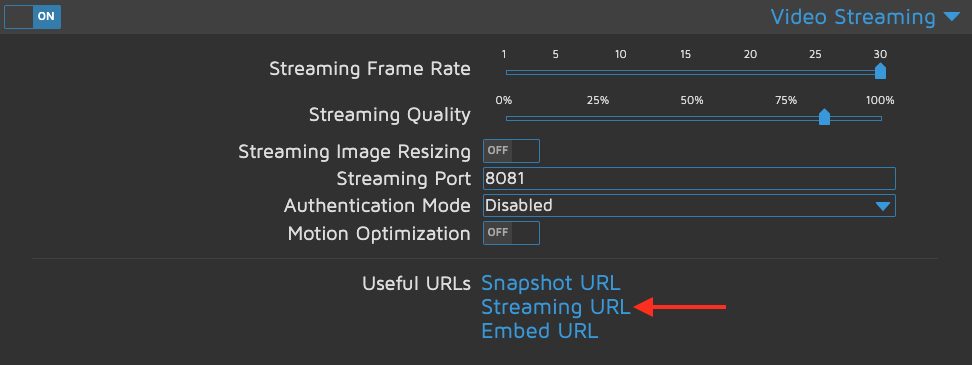 ON Video Streaming
1 5 10 15 20 25 30
Streaming Frame Rate
0% 25% 50% 75% 100%
Streaming Quality
Streaming Image Resizing OFF
Streaming Port 8081
Authentication Mode Disabled
Motion Optimization OFF
Useful URLs Snapshot URL
Streaming URL
Embed URL